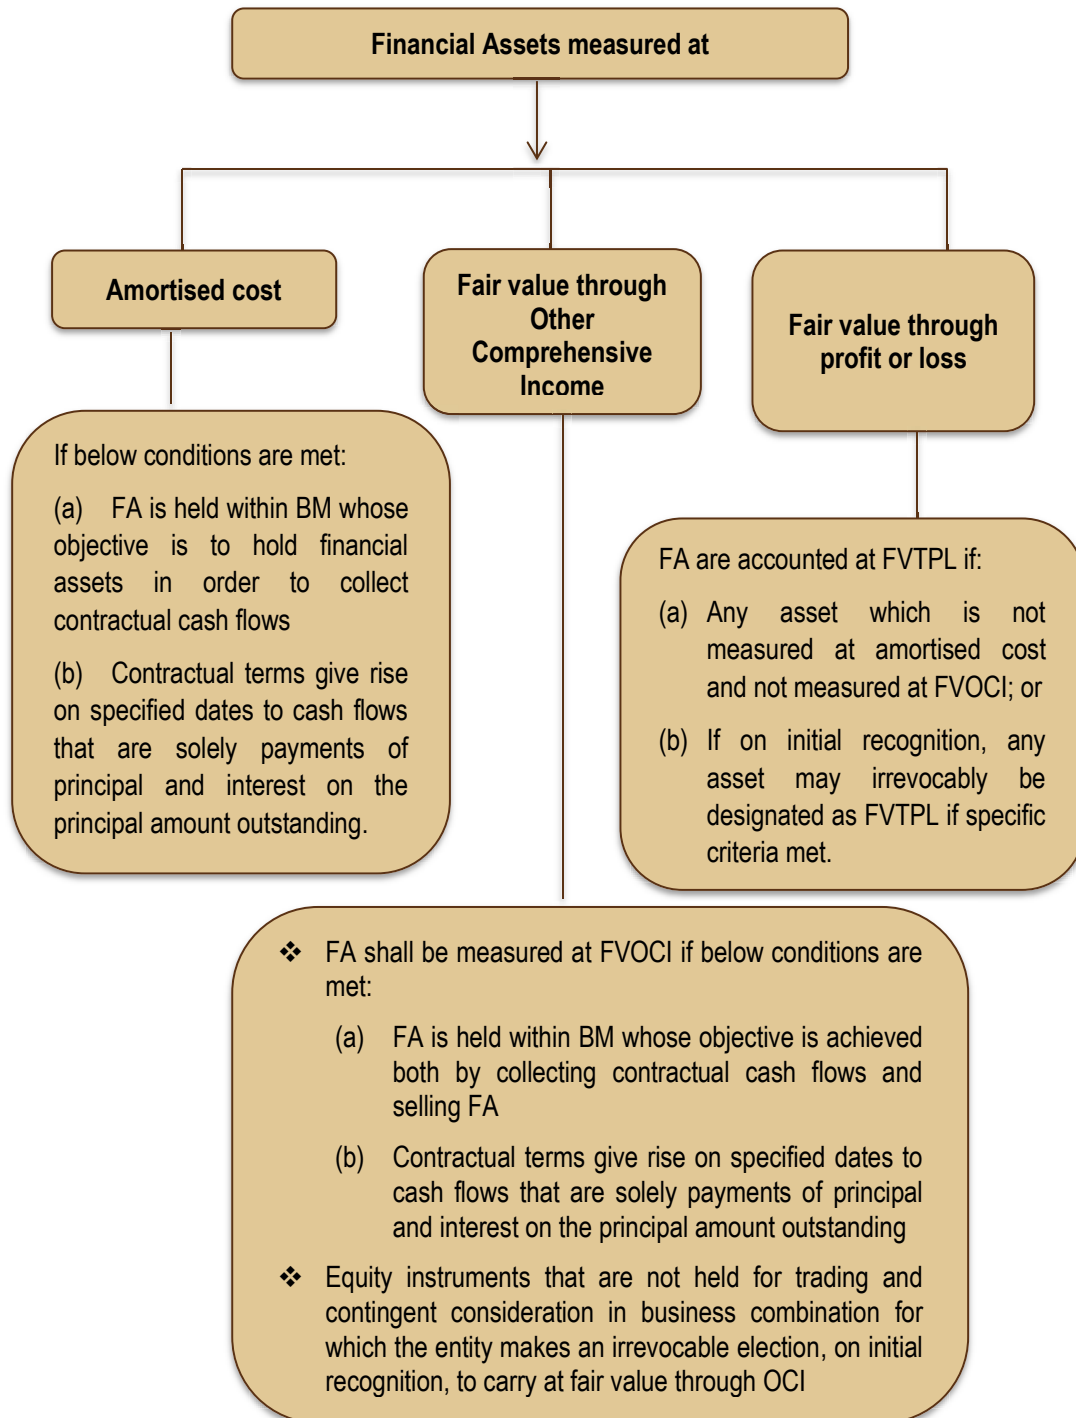 Financial Assets measured at
Amortised cost
Fair value through
Other
Comprehensive
Income
Fair value through
profit or loss
If below conditions are met:
(a) FA is held within BM whose
objective is to hold financial
assets in order to collect
contractual cash flows
(b) Contractual terms give rise
on specified dates to cash flows
that are solely payments of
principal and interest on the
principal amount outstanding.
FA are accounted at FVTPL if:
(a) Any asset which is not
measured at amortised cost
and not measured at FVOCI; or
(b) If on initial recognition, any
asset may irrevocably be
designated as FVTPL if specific
criteria met.
❖ FA shall be measured at FVOCI if below conditions are
met:
(a) FA is held within BM whose objective is achieved
both by collecting contractual cash flows and
selling FA
(b) Contractual terms give rise on specified dates to
cash flows that are solely payments of principal
and interest on the principal amount outstanding
❖ Equity instruments that are not held for trading and
contingent consideration in business combination for
which the entity makes an irrevocable election, on initial
recognition, to carry at fair value through OCI